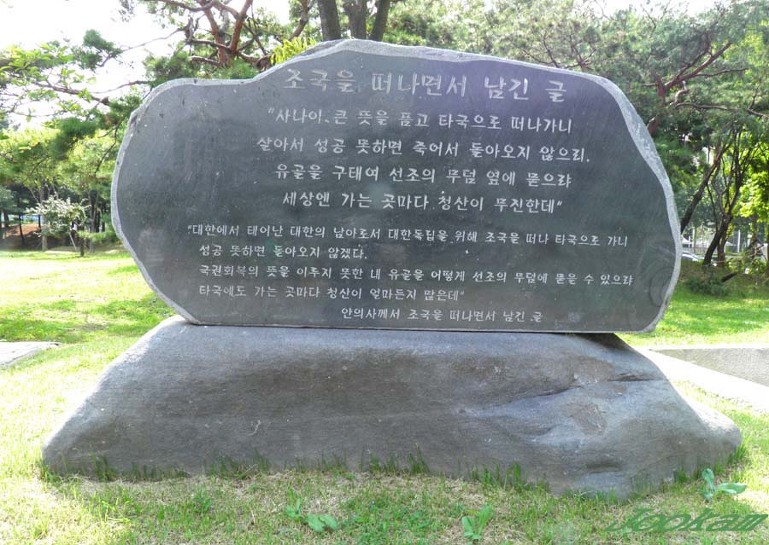 조국을 떠나면서 남긴 글
"사나이. 큰 뜻을 품고 타국으로 떠나가니
살아서 성공 못하면 죽어서 돌아오지 않으리.
유골을 구태여 선조의 무덤 옆에 묻으랴
세상엔 가는 곳마다 청산이 무진한데"
"대한에서 태어난 대한의 남아로서 대한독립을 위해 조국을 떠나 타국으로 가니
성공 못하면 돌아오지 않겠다.
국권회복의 뜻을 이루지 못한 내 유골을 어떻게 선조의 무덤에 묻을 수 있으랴
타국에도 가는 곳마다 청산이 얼마든지 많은데"
안의사께서 조국을 떠나면서 남긴 글